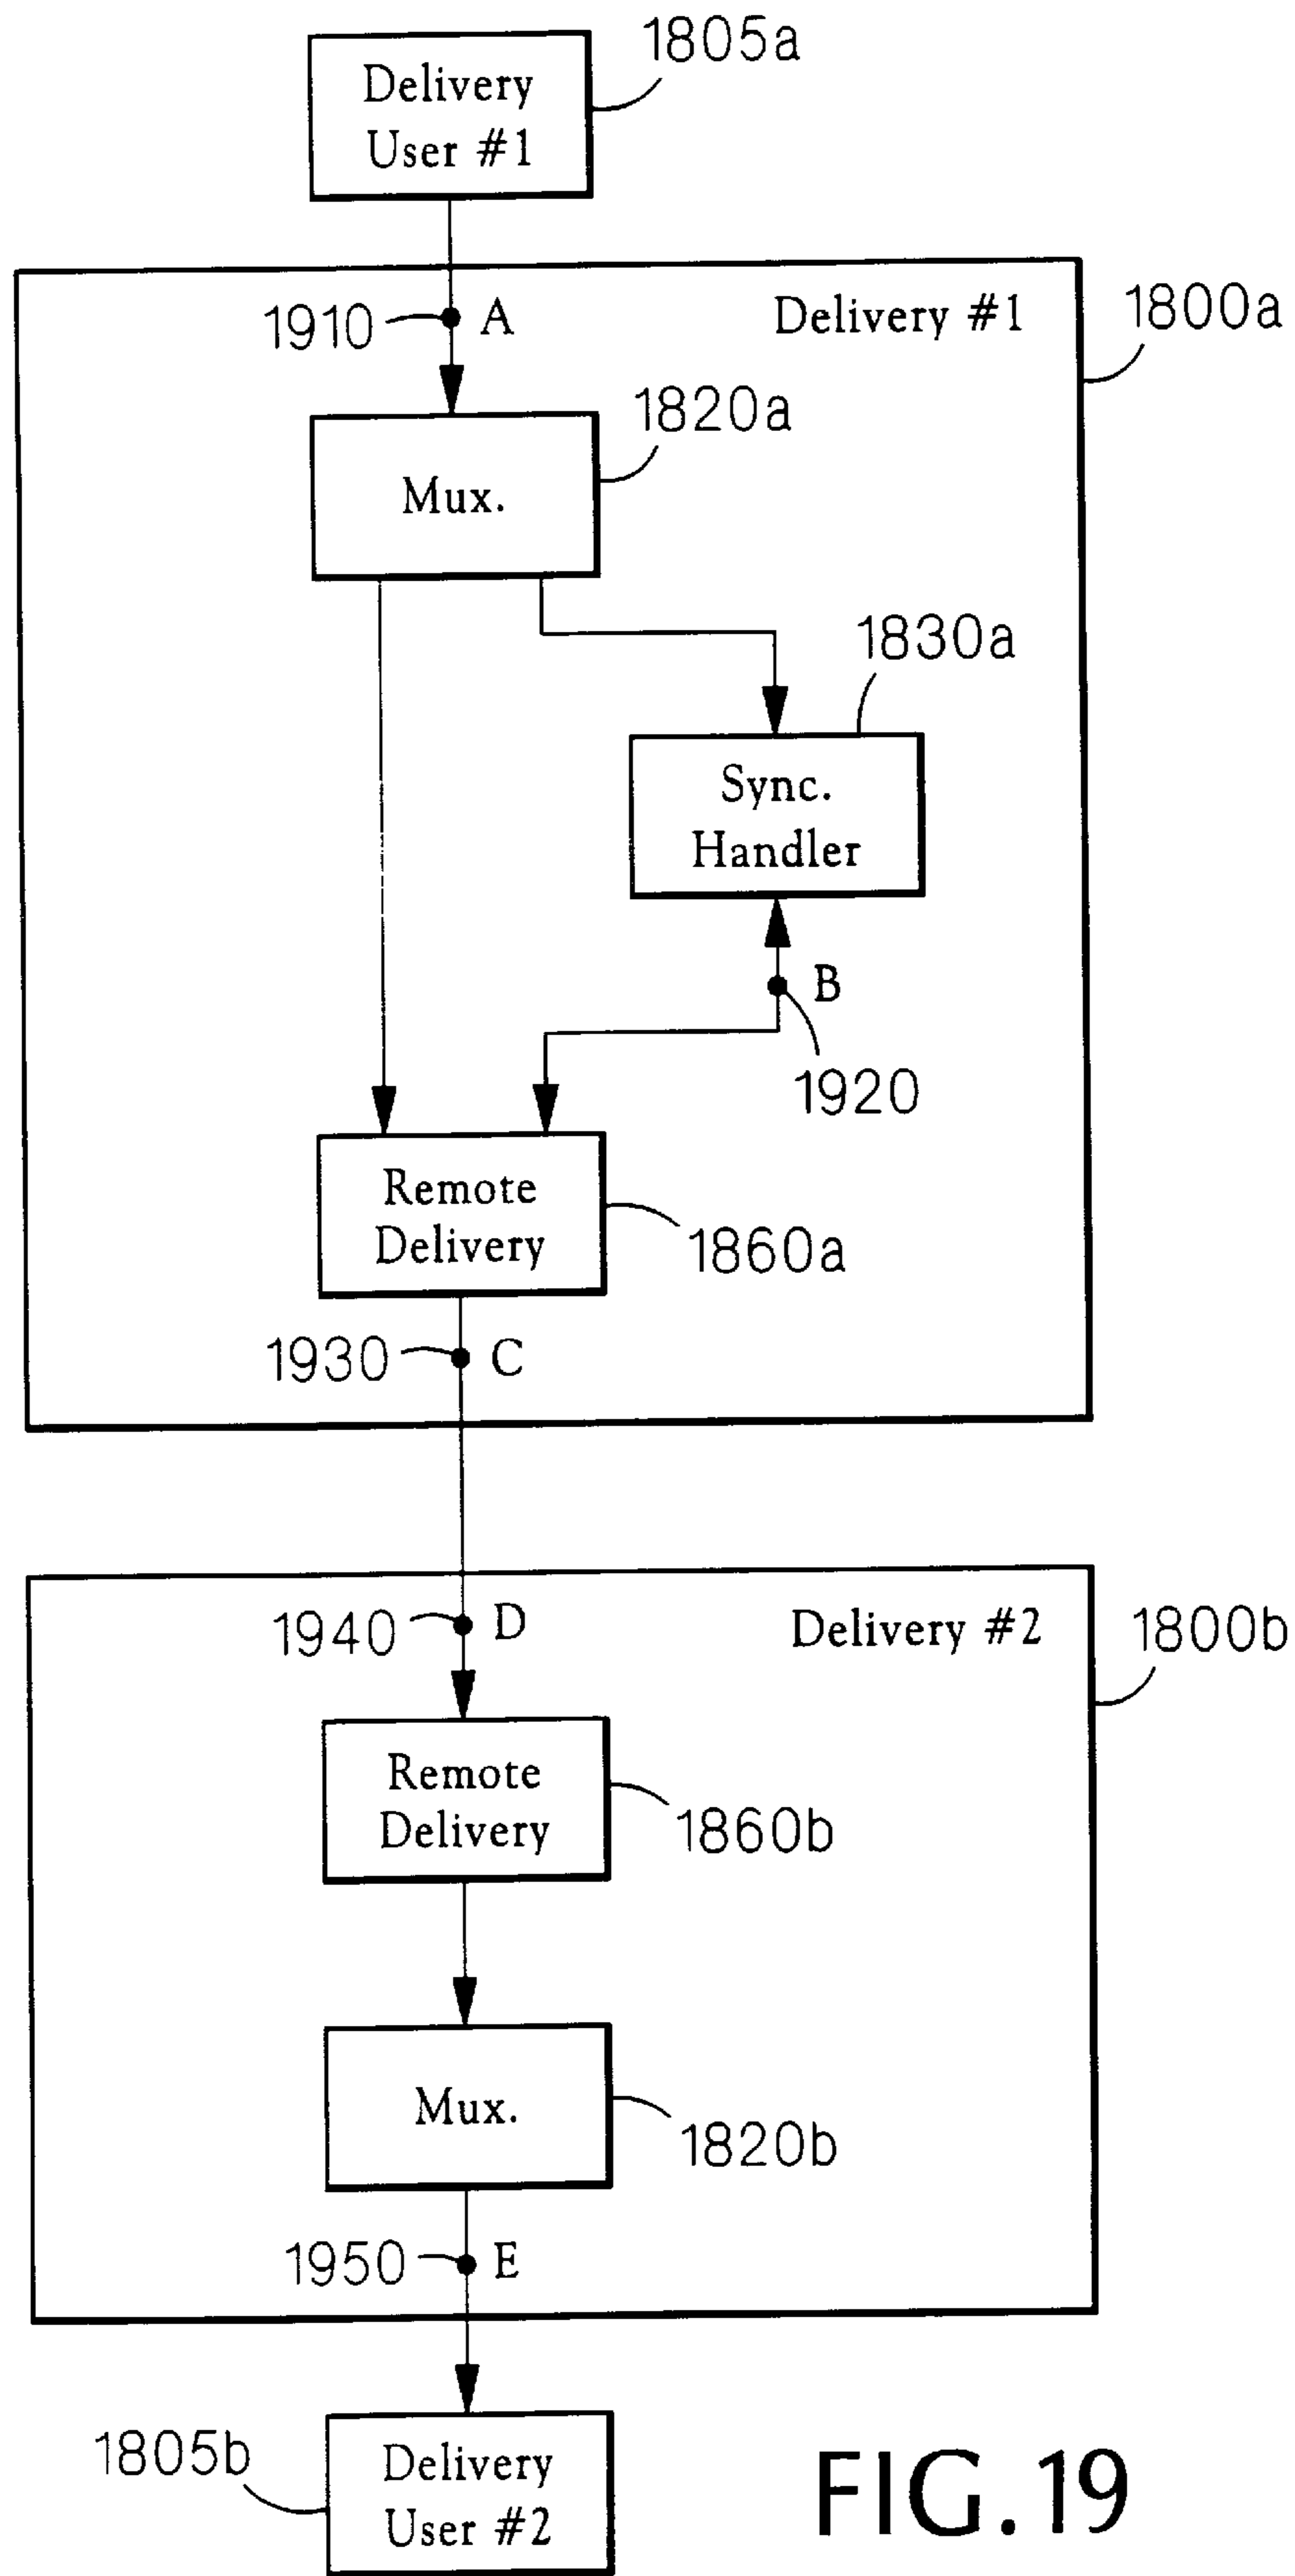 1805a
Delivery
User #1
1910
A
Delivery #1
1800a
1820a
Mux.
1830a
Sync.
Handler
B
1920
Remote
Delivery
1860a
1930
C
1940
D
Delivery #2
1800b
Remote
Delivery
1860b
Mux.
1820b
1950
E
1805b
Delivery
User #2
FIG.19